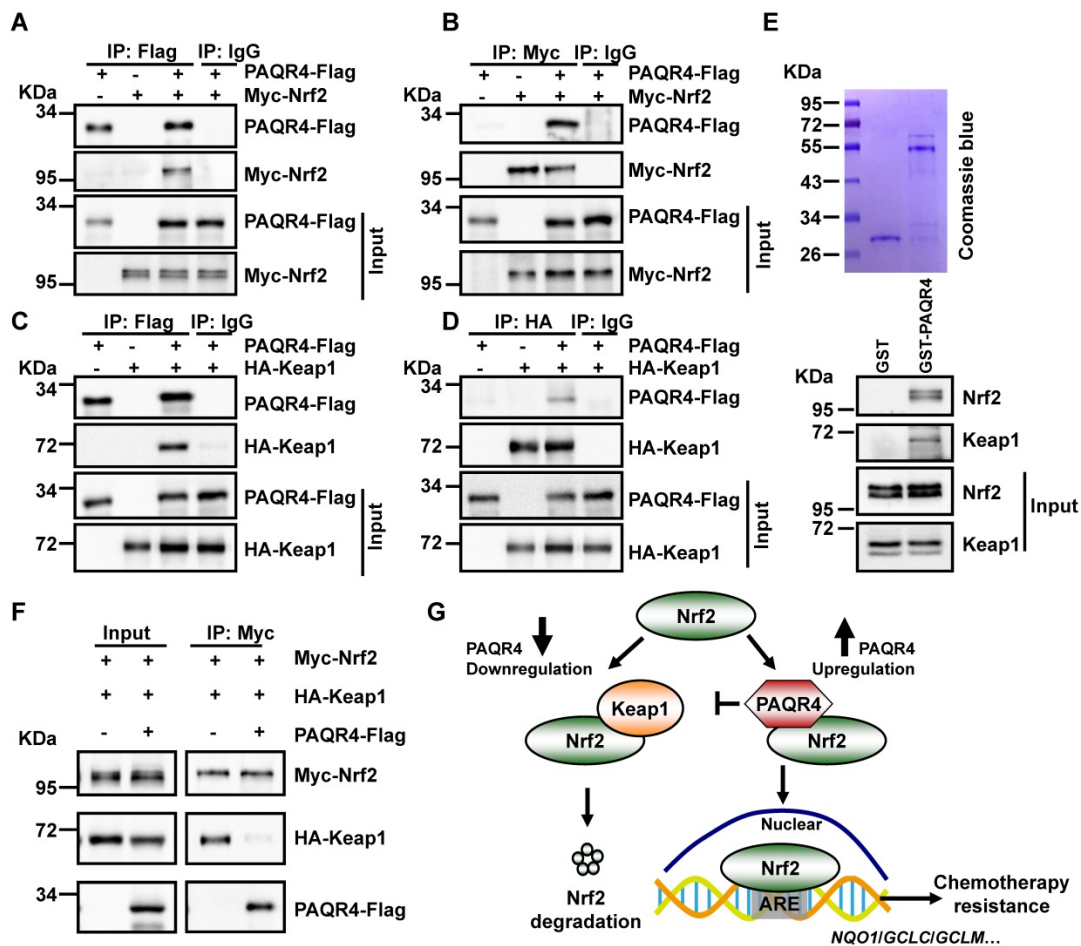 A
IP: Flag IP: IgG
+ - + + PAQR4-Flag
KDa - + + + Myc-Nrf2
34 PAQR4-Flag
95 Myc-Nrf2
34 PAQR4-Flag
95 Myc-Nrf2
Input
B
IP: Myc IP: IgG
+ - + + PAQR4-Flag
KDa - + + + Myc-Nrf2
34 PAQR4-Flag
95 Myc-Nrf2
34 PAQR4-Flag
95 Myc-Nrf2
Input
C
IP: Flag IP: IgG
+ - + + PAQR4-Flag
KDa - + + + HA-Keap1
34 PAQR4-Flag
72 HA-Keap1
34 PAQR4-Flag
72 HA-Keap1
Input
D
IP: HA IP: IgG
+ - + + PAQR4-Flag
KDa - + + + HA-Keap1
34 PAQR4-Flag
72 HA-Keap1
34 PAQR4-Flag
72 HA-Keap1
Input
E
KDa
95
72
55
43
34
26
Coomassie blue
GST
GST-PAQR4
KDa
95 Nrf2
72 Keap1
95 Nrf2
72 Keap1
Input
F
Input IP: Myc
+ + + + Myc-Nrf2
+ + + + HA-Keap1
KDa - + - + PAQR4-Flag
95 Myc-Nrf2
72 HA-Keap1
34 PAQR4-Flag
G
Nrf2
PAQR4
Downregulation
PAQR4
Upregulation
Keap1
Nrf2
PAQR4
Nrf2
Nrf2
degradation
Nuclear
Nrf2
ARE
Chemotherapy
resistance
NQO1/GCLC/GCLM...